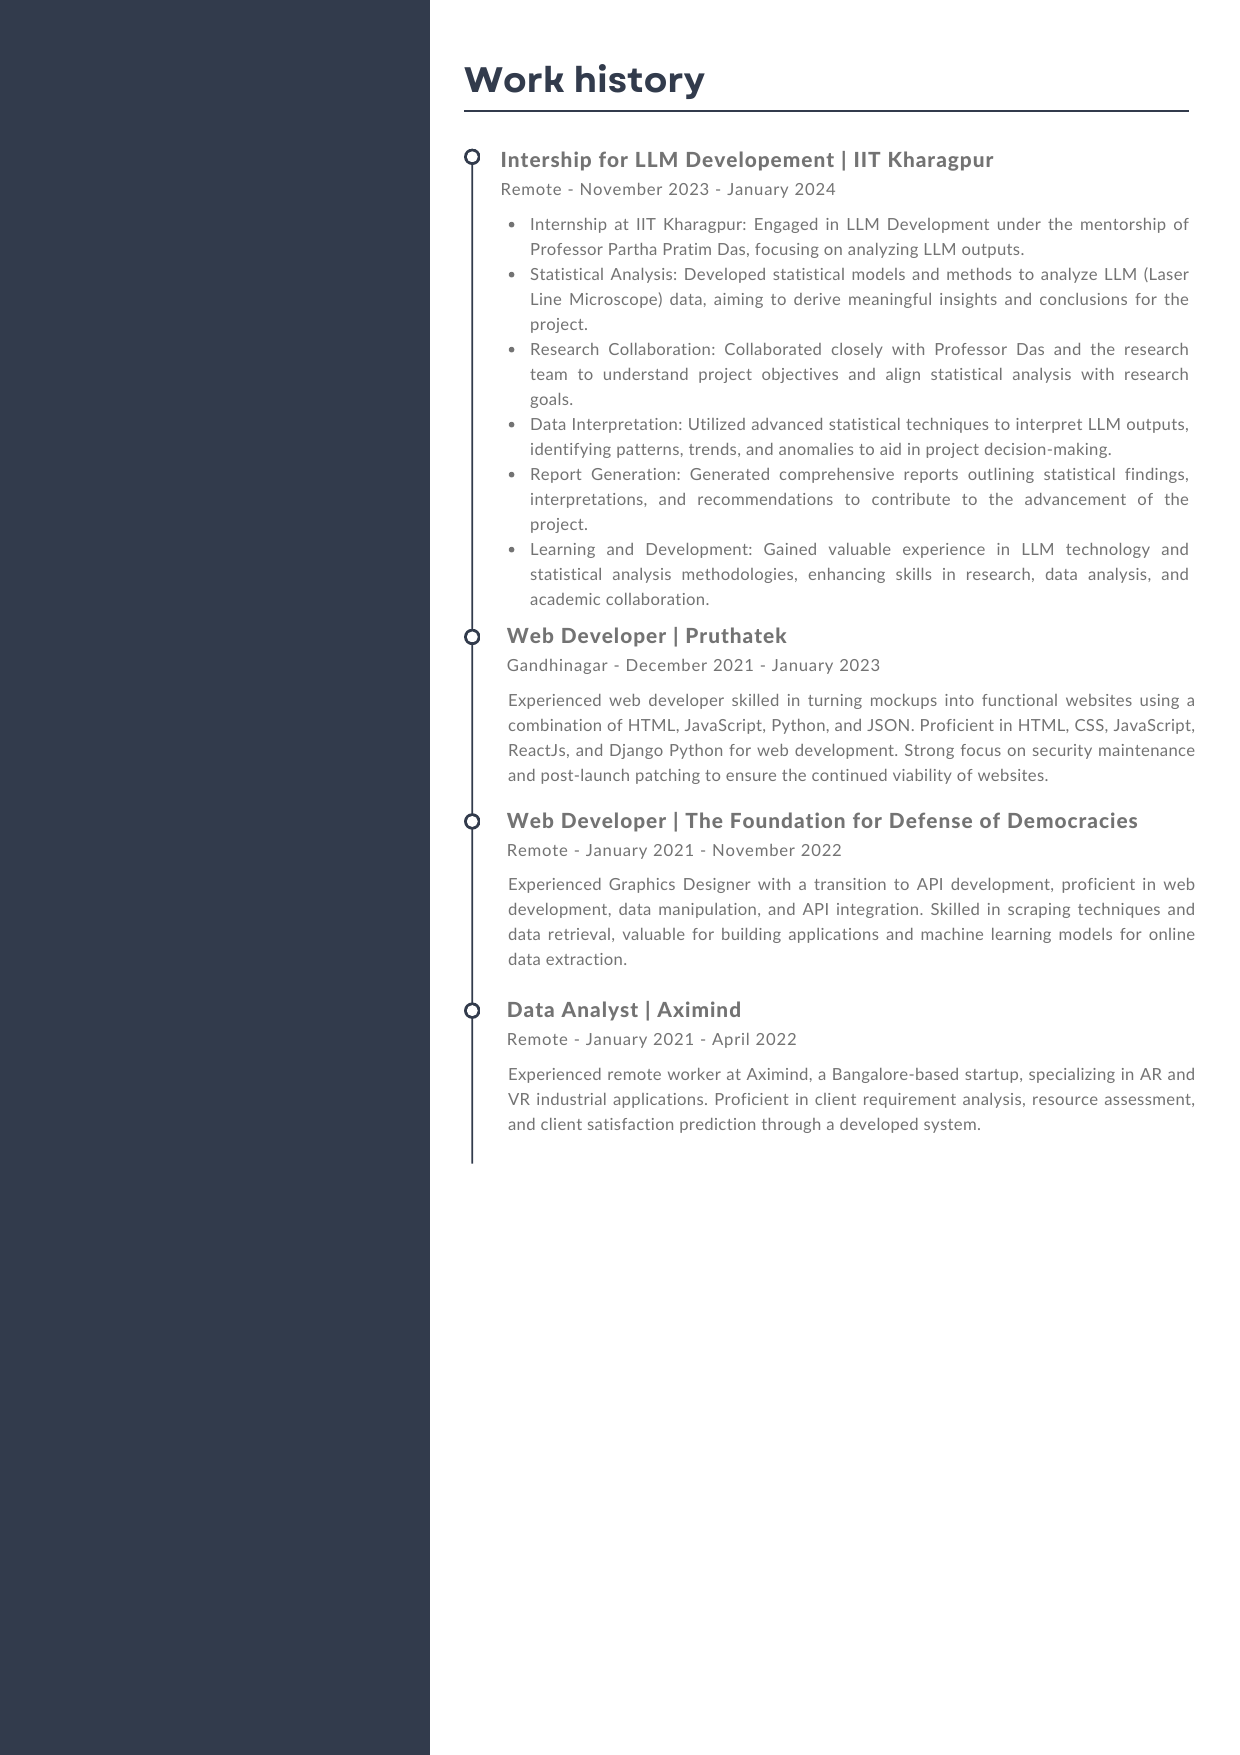 Work history
Intership for LLM Developement | IIT Kharagpur
Remote - November 2023 - January 2024
• Internship at IIT Kharagpur: Engaged in LLM Development under the mentorship of
Professor Partha Pratim Das, focusing on analyzing LLM outputs.
• Statistical Analysis: Developed statistical models and methods to analyze LLM (Laser
Line Microscope) data, aiming to derive meaningful insights and conclusions for the
project.
• Research Collaboration: Collaborated closely with Professor Das and the research
team to understand project objectives and align statistical analysis with research
goals.
• Data Interpretation: Utilized advanced statistical techniques to interpret LLM outputs,
identifying patterns, trends, and anomalies to aid in project decision-making.
• Report Generation: Generated comprehensive reports outlining statistical findings,
interpretations, and recommendations to contribute to the advancement of the
project.
• Learning and Development: Gained valuable experience in LLM technology and
statistical analysis methodologies, enhancing skills in research, data analysis, and
academic collaboration.
Web Developer | Pruthatek
Gandhinagar - December 2021 - January 2023
Experienced web developer skilled in turning mockups into functional websites using a
combination of HTML, JavaScript, Python, and JSON. Proficient in HTML, CSS, JavaScript,
ReactJs, and Django Python for web development. Strong focus on security maintenance
and post-launch patching to ensure the continued viability of websites.
Web Developer | The Foundation for Defense of Democracies
Remote - January 2021 - November 2022
Experienced Graphics Designer with a transition to API development, proficient in web
development, data manipulation, and API integration. Skilled in scraping techniques and
data retrieval, valuable for building applications and machine learning models for online
data extraction.
Data Analyst | Aximind
Remote - January 2021 - April 2022
Experienced remote worker at Aximind, a Bangalore-based startup, specializing in AR and
VR industrial applications. Proficient in client requirement analysis, resource assessment,
and client satisfaction prediction through a developed system.